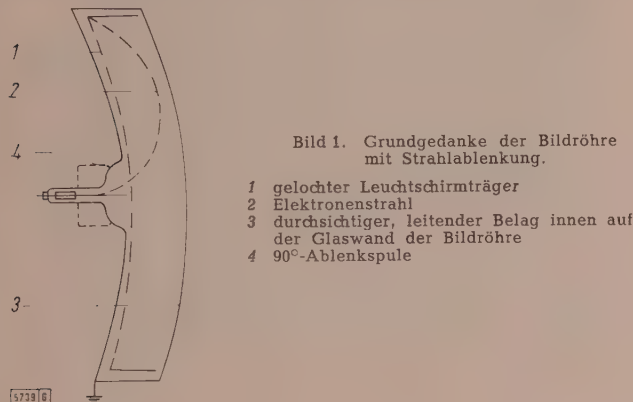 1
2
4
3
5739 G
Bild 1. Grundgedanke der Bildröhre
mit Strahlablenkung.
1 gelochter Leuchtschirmträger
2 Elektronenstrahl
3 durchsichtiger, leitender Belag innen auf
der Glaswand der Bildröhre
4 90°-Ablenkspule